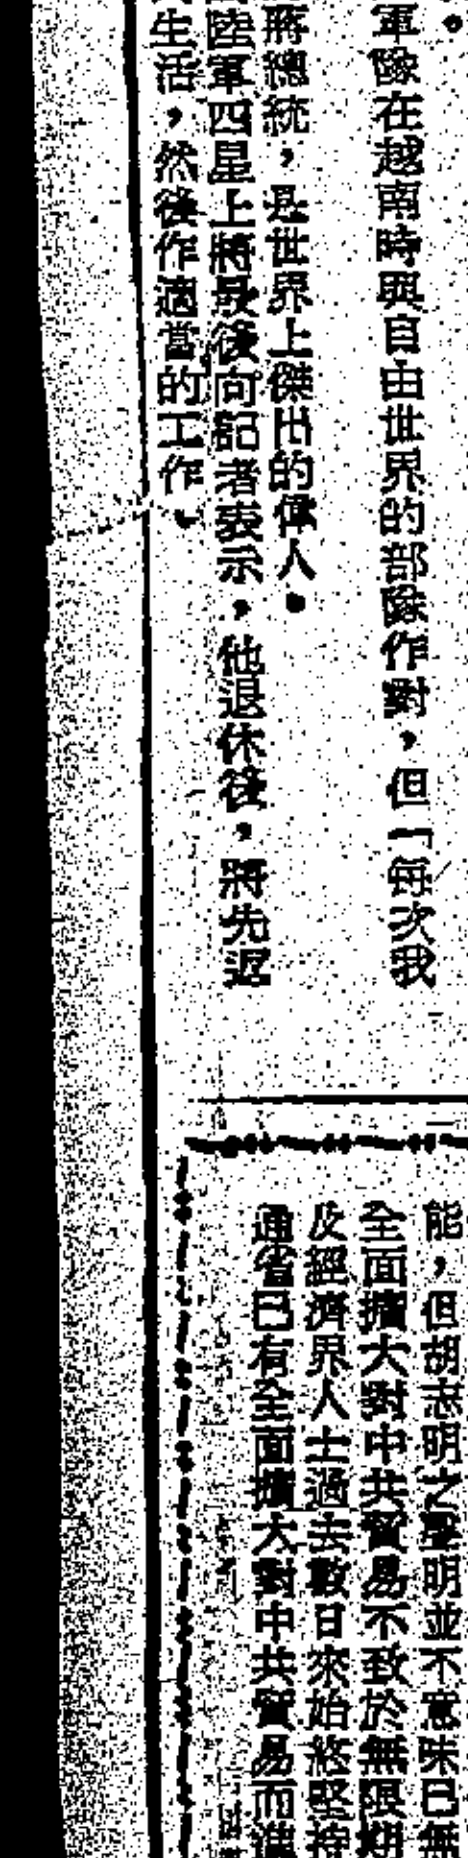 軍隊在越南時與自由世界的部隊作對，但「每次我
蔣總統，是世界上傑出的偉人。
陸軍四星上將最後向記者表示，他退休後，將先返
生活，然後作適當的工作。
能，但胡志明之聲明並不意味已無
全面擴大對中共貿易不致於無限期
及經濟界人士過去數日來始終堅持
通省已有全面擴大對中共貿易而進